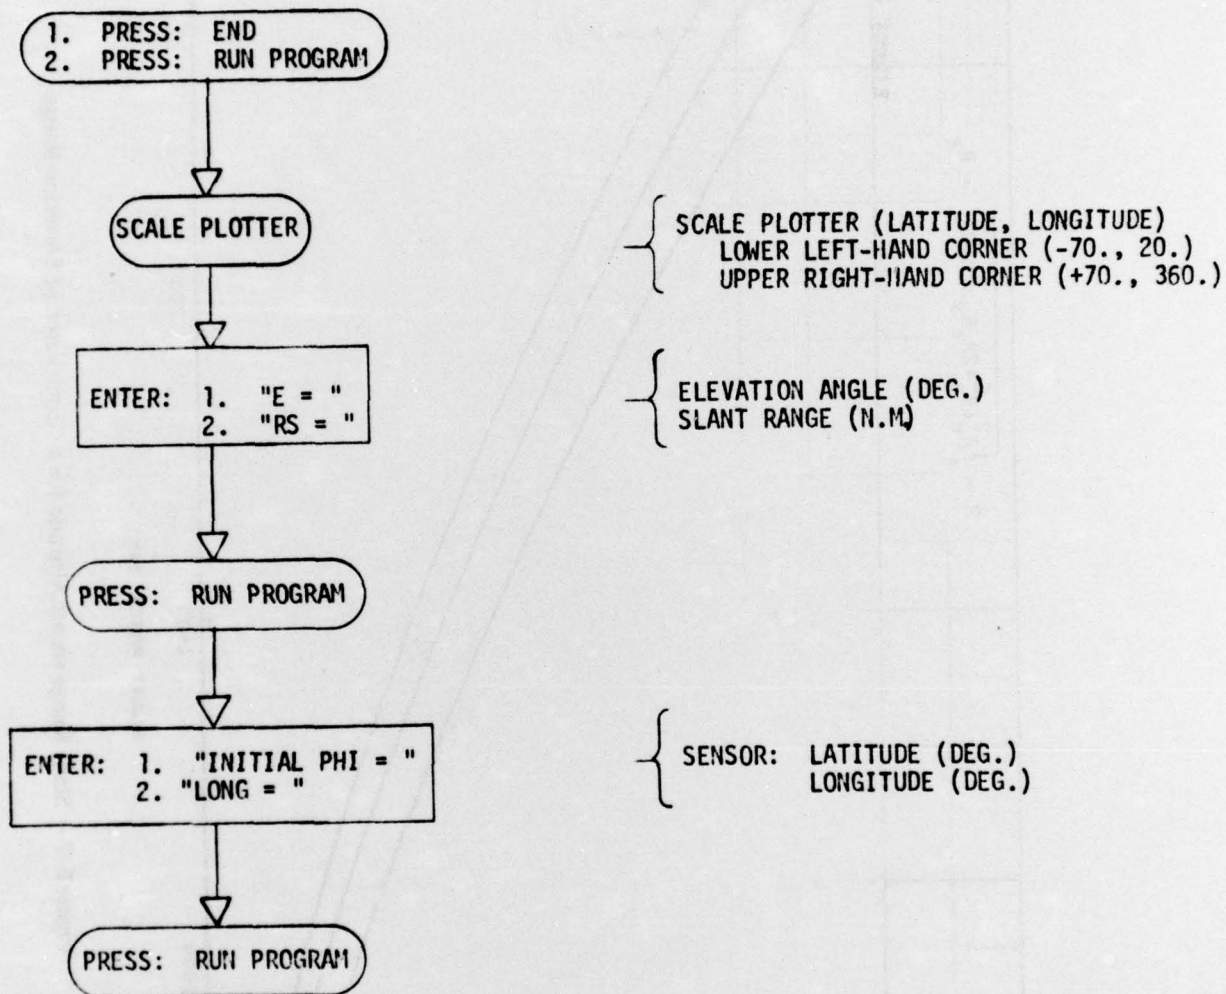 1. PRESS: END
2. PRESS: RUN PROGRAM
SCALE PLOTTER
SCALE PLOTTER (LATITUDE, LONGITUDE)
LOWER LEFT-HAND CORNER (-70., 20.)
UPPER RIGHT-HAND CORNER (+70., 360.)
ENTER: 1. "E = "
2. "RS = "
ELEVATION ANGLE (DEG.)
SLANT RANGE (N.M.)
PRESS: RUN PROGRAM
ENTER: 1. "INITIAL PHI = "
2. "LONG = "
SENSOR: LATITUDE (DEG.)
LONGITUDE (DEG.)
PRESS: RUN PROGRAM